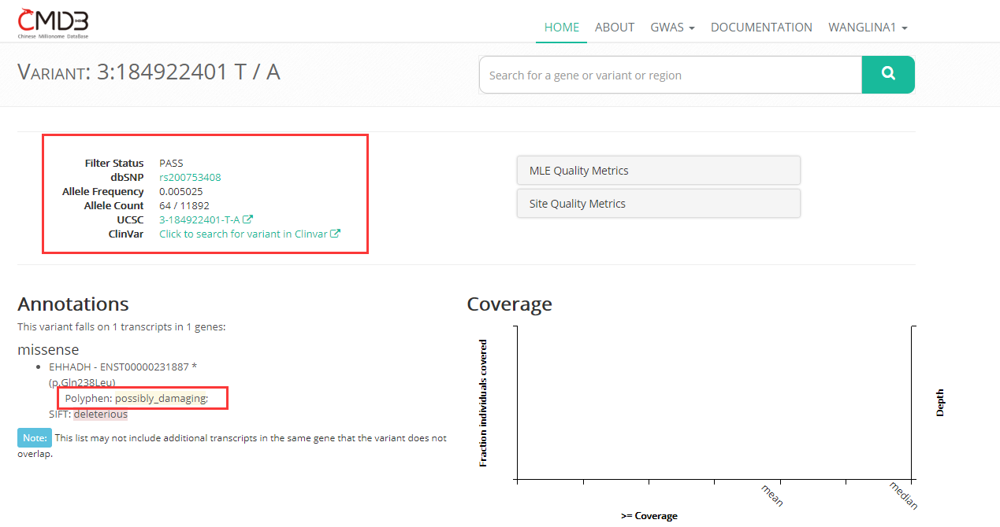 CMDB
Chinese Millionome DataBase
HOME ABOUT GWAS DOCUMENTATION WANGLINA1
Variant: 3:184922401 T / A
Search for a gene or variant or region
Filter Status PASS
dbSNP rs200753408
Allele Frequency 0.005025
Allele Count 64 / 11892
UCSC 3-184922401-T-A
ClinVar Click to search for variant in Clinvar
MLE Quality Metrics
Site Quality Metrics
Annotations
This variant falls on 1 transcripts in 1 genes:
missense
EHHADH - ENST00000231887 *
(p.Gln238Leu)
Polyphen: possibly_damaging;
SIFT: deleterious
Note: This list may not include additional transcripts in the same gene that the variant does not
overlap.
Coverage
Fraction individuals covered
Depth
mean
median
>= Coverage